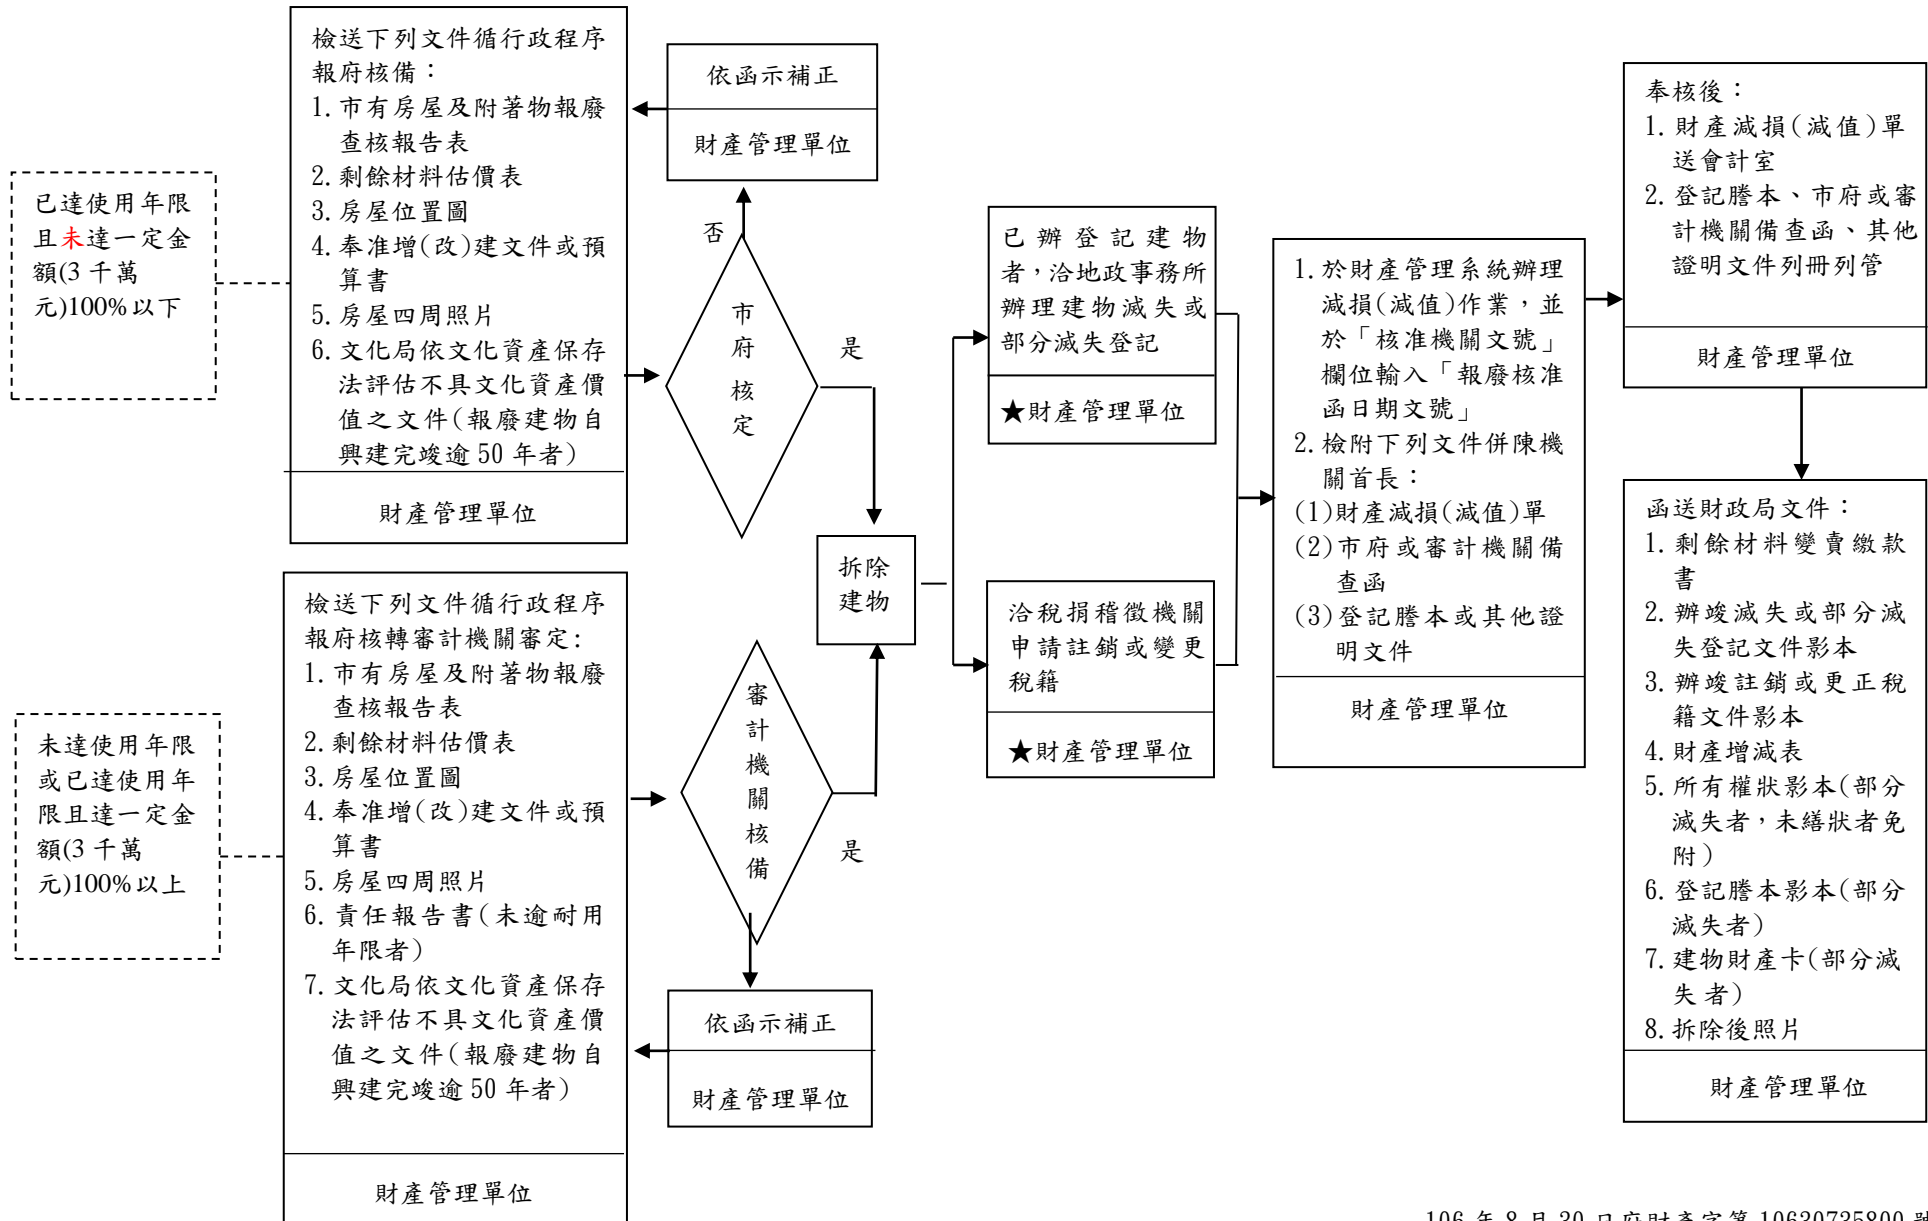 已達使用年限
且未達一定金
額(3 千萬
元)100%以下
檢送下列文件循行政程序
報府核備：
1.市有房屋及附著物報廢
查核報告表
2.剩餘材料估價表
3.房屋位置圖
4.奉准增(改)建文件或預
算書
5.房屋四周照片
6.文化局依文化資產保存
法評估不具文化資產價
值之文件(報廢建物自
興建完竣逾 50 年者)
財產管理單位
依函示補正
財產管理單位
否
市
府
核
定
是
未達使用年限
或已達使用年
限且達一定金
額(3 千萬
元)100%以上
檢送下列文件循行政程序
報府核轉審計機關審定:
1.市有房屋及附著物報廢
查核報告表
2.剩餘材料估價表
3.房屋位置圖
4.奉准增(改)建文件或預
算書
5.房屋四周照片
6.責任報告書(未逾耐用
年限者)
7.文化局依文化資產保存
法評估不具文化資產價
值之文件(報廢建物自
興建完竣逾 50 年者)
財產管理單位
審
計
機
關
核
備
是
依函示補正
財產管理單位
拆除
建物
已辦登記建物
者，洽地政事務所
辦理建物滅失或
部分滅失登記
★財產管理單位
洽稅捐稽徵機關
申請註銷或變更
稅籍
★財產管理單位
1.於財產管理系統辦理
減損(減值)作業，並
於「核准機關文號」
欄位輸入「報廢核准
函日期文號」
2.檢附下列文件併陳機
關首長：
(1)財產減損(減值)單
(2)市府或審計機關備
查函
(3)登記謄本或其他證
明文件
財產管理單位
奉核後：
1.財產減損(減值)單
送會計室
2.登記謄本、市府或審
計機關備查函、其他
證明文件列冊列管
財產管理單位
函送財政局文件：
1.剩餘材料變賣繳款
書
2.辦竣滅失或部分滅
失登記文件影本
3.辦竣註銷或更正稅
籍文件影本
4.財產增減表
5.所有權狀影本(部分
滅失者，未繕狀者免
附)
6.登記謄本影本(部分
滅失者)
7.建物財產卡(部分滅
失者)
8.拆除後照片
財產管理單位
106 年 8 月 30 日府財產字第 10630735800 號